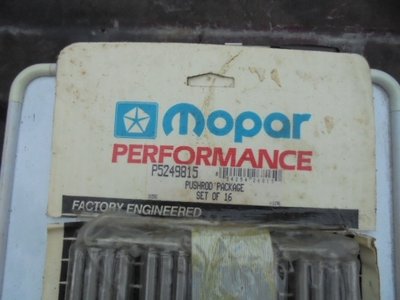 mopar
PERFORMANCE
P5249815
PUSHROD PACKAGE
SET OF 16
FACTORY ENGINEERED